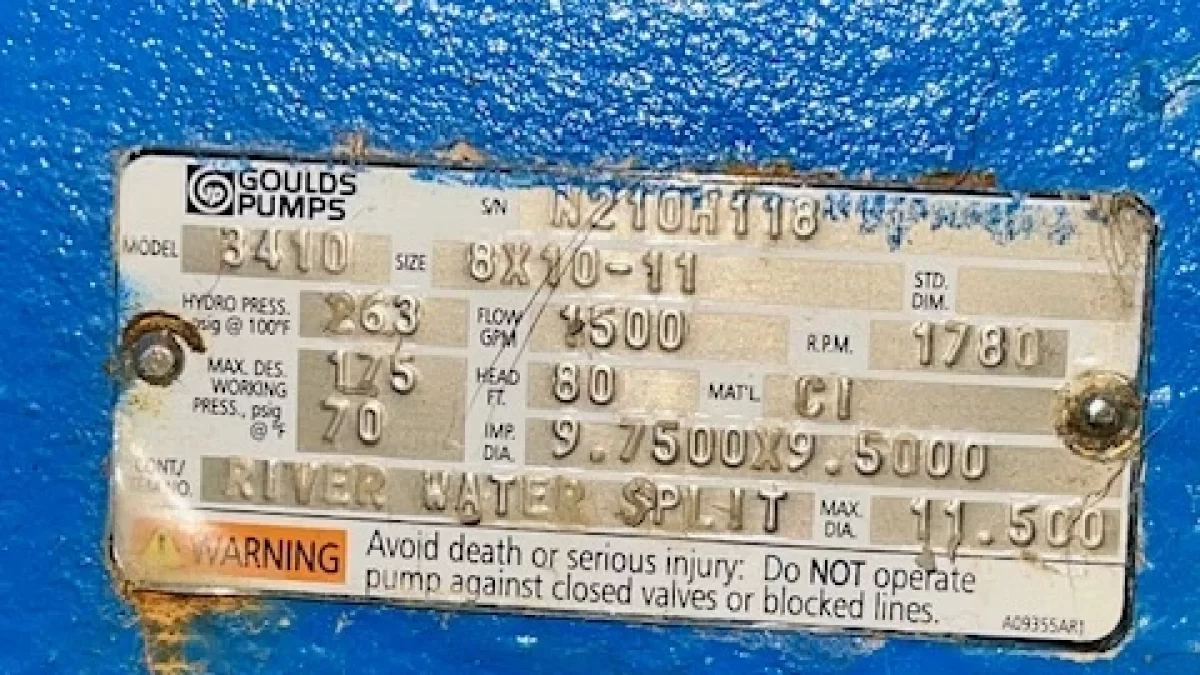 GOULDS
PUMPS
S/N N210H118
MODEL 3410 SIZE 8X10-11 STD. DIM.
HYDRO PRESS. psig @ 100°F 263 FLOW GPM 1500 R.P.M. 1780
MAX. DES. WORKING PRESS., psig @ °F 175 70 HEAD FT. 80 MAT'L CI
IMP. DIA. 9.7500X9.5000
CONT./ NO. RIVER WATER SPLIT MAX. DIA. 11.500
WARNING
Avoid death or serious injury: Do NOT operate
pump against closed valves or blocked lines.
A09355AR1